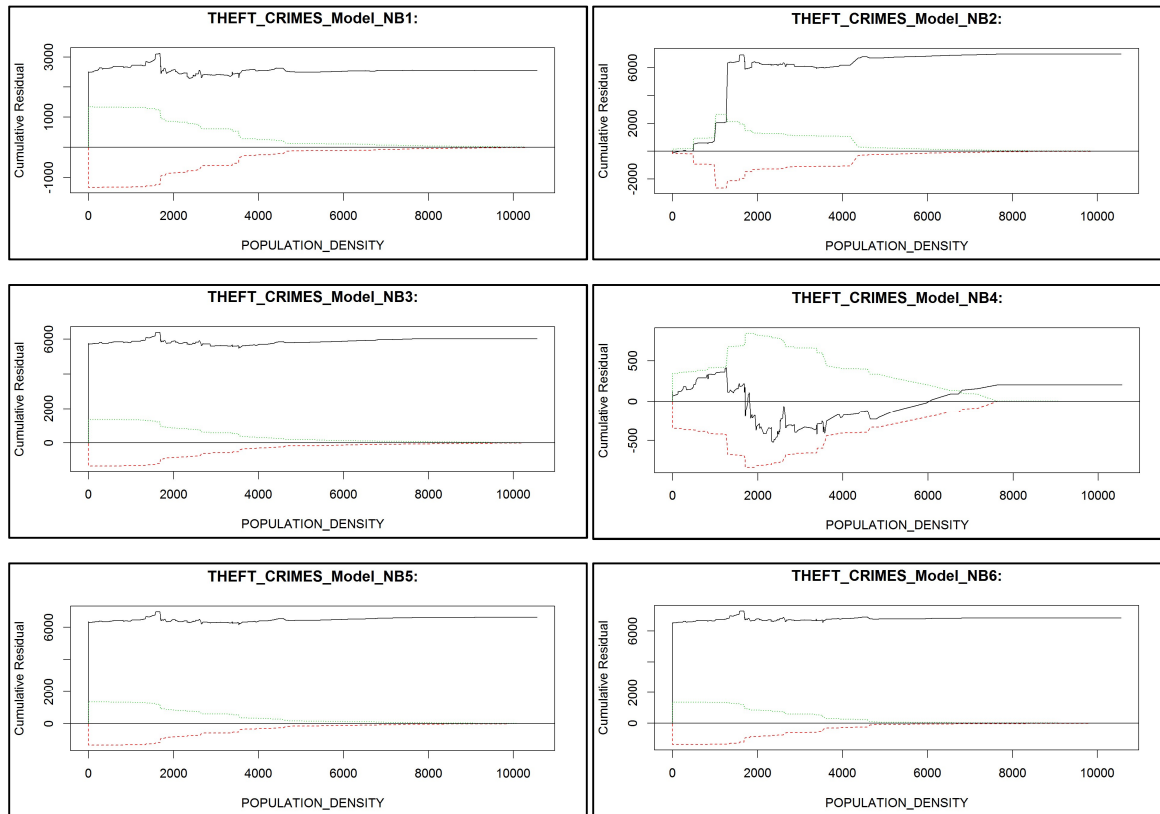 THEFT_CRIMES_Model_NB1:
Cumulative Residual
3000
1000
-1000
0 2000 4000 6000 8000 10000
POPULATION_DENSITY
THEFT_CRIMES_Model_NB2:
Cumulative Residual
6000
2000
-2000
0 2000 4000 6000 8000 10000
POPULATION_DENSITY
THEFT_CRIMES_Model_NB3:
Cumulative Residual
6000
4000
2000
0
0 2000 4000 6000 8000 10000
POPULATION_DENSITY
THEFT_CRIMES_Model_NB4:
Cumulative Residual
500
0
-500
0 2000 4000 6000 8000 10000
POPULATION_DENSITY
THEFT_CRIMES_Model_NB5:
Cumulative Residual
6000
2000
0
0 2000 4000 6000 8000 10000
POPULATION_DENSITY
THEFT_CRIMES_Model_NB6:
Cumulative Residual
6000
4000
2000
0
0 2000 4000 6000 8000 10000
POPULATION_DENSITY